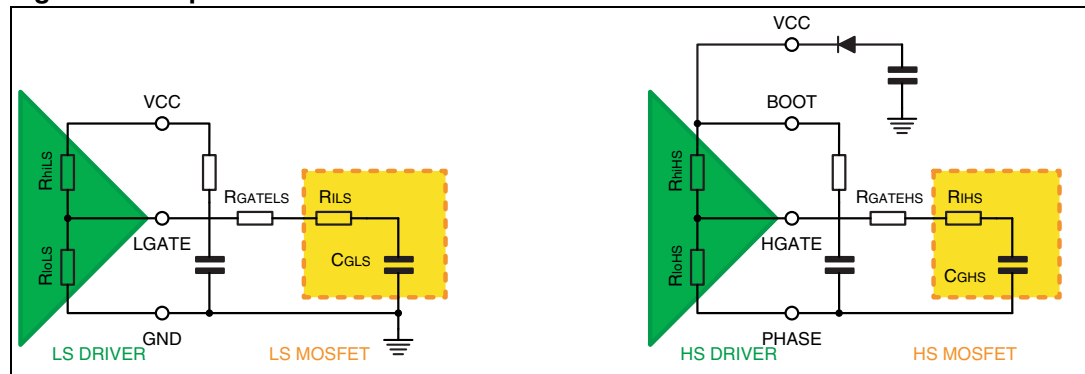 VCC
RhiLS
RGATELS
RILS
LGATE
RloLS
CGLS
GND
LS DRIVER
LS MOSFET
VCC
BOOT
RhiHS
RGATEHS
RIHS
HGATE
RloHS
CGHS
PHASE
HS DRIVER
HS MOSFET